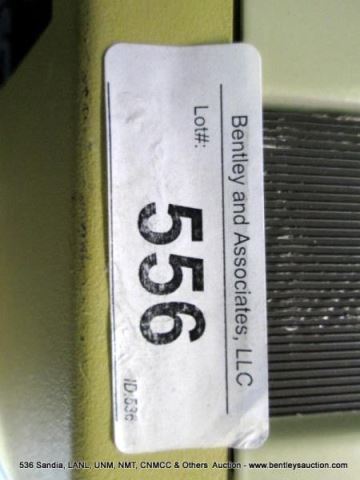 Bentley and Associates, LLC
Lot#:
556
ID:536
536 Sandia, LANL, UNM, NMT, CNMCC & Others Auction - www.bentleysauction.com